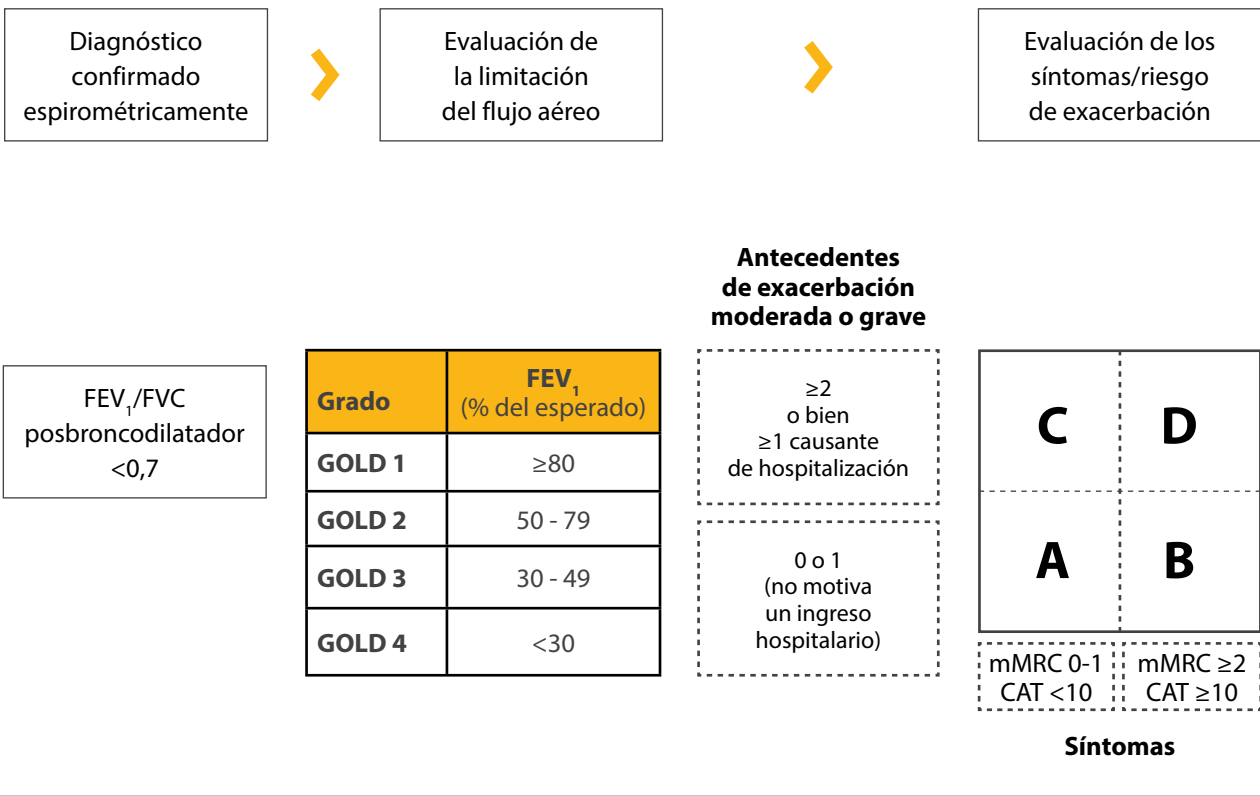 Diagnóstico
confirmado
espirométricamente
Evaluación de
la limitación
del flujo aéreo
Evaluación de los
síntomas/riesgo
de exacerbación
FEV₁/FVC
posbroncodilatador
<0,7
Grado
FEV₁
(% del esperado)
GOLD 1
≥80
GOLD 2
50 - 79
GOLD 3
30 - 49
GOLD 4
<30
Antecedentes
de exacerbación
moderada o grave
≥2
o bien
≥1 causante
de hospitalización
0 o 1
(no motiva
un ingreso
hospitalario)
C
D
A
B
mMRC 0-1
CAT <10
mMRC ≥2
CAT ≥10
Síntomas